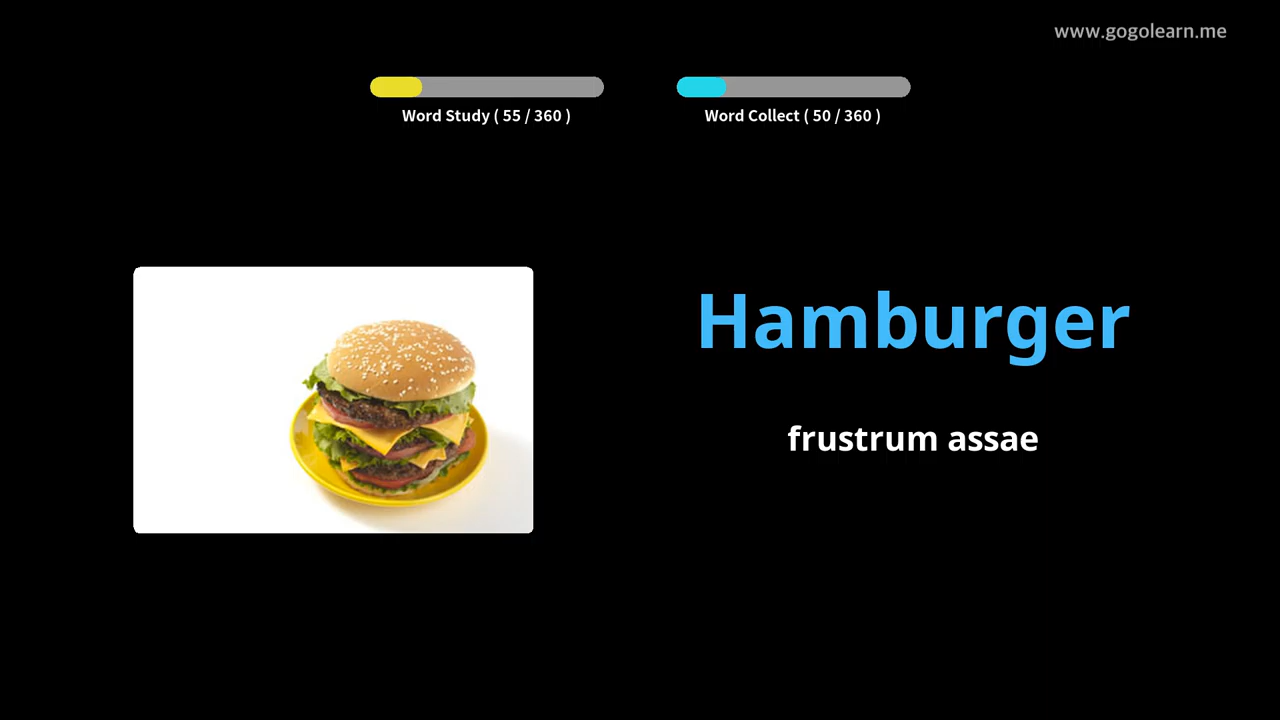 www.gogolearn.me
Word Study ( 55 / 360 )
Word Collect ( 50 / 360 )
Hamburger
frustrum assae